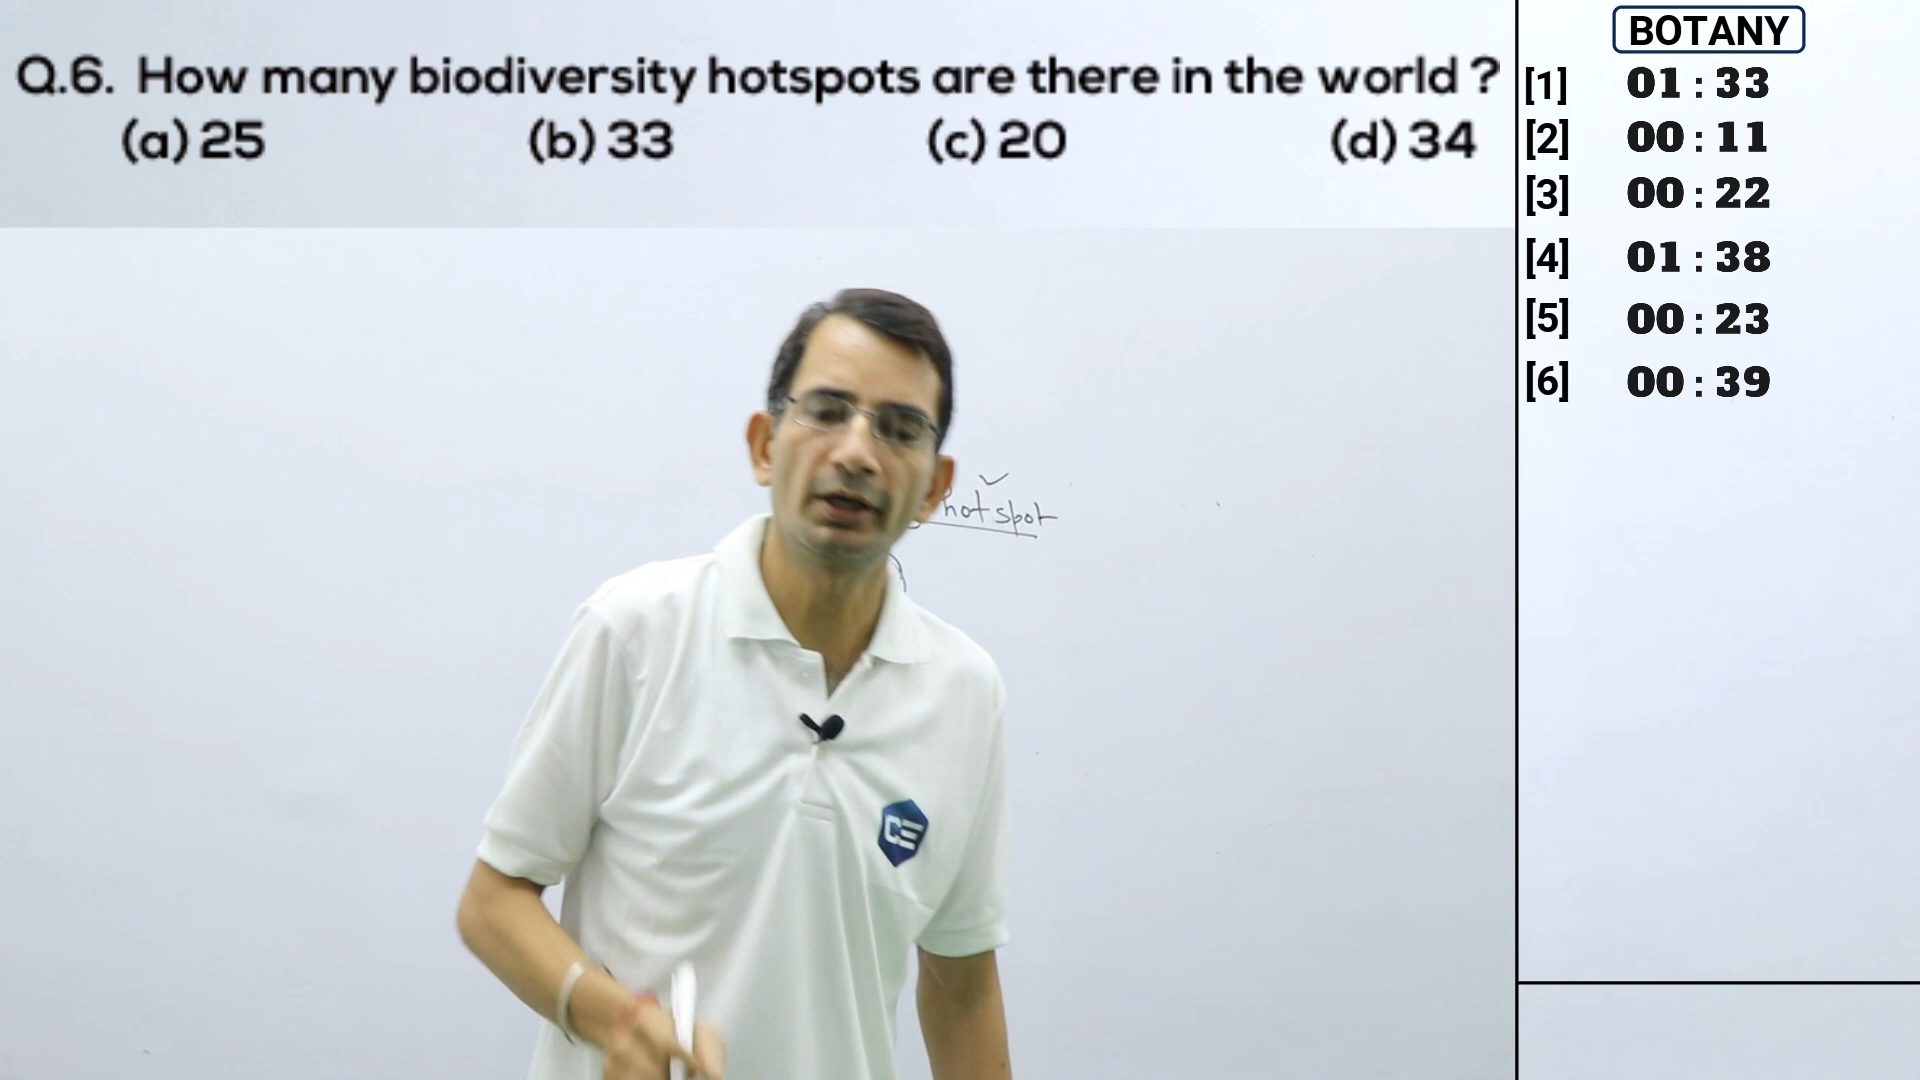 Q.6. How many biodiversity hotspots are there in the world ?
(a) 25 (b) 33 (c) 20 (d) 34
hotspot
CE
BOTANY
[1] 01 : 33
[2] 00 : 11
[3] 00 : 22
[4] 01 : 38
[5] 00 : 23
[6] 00 : 39